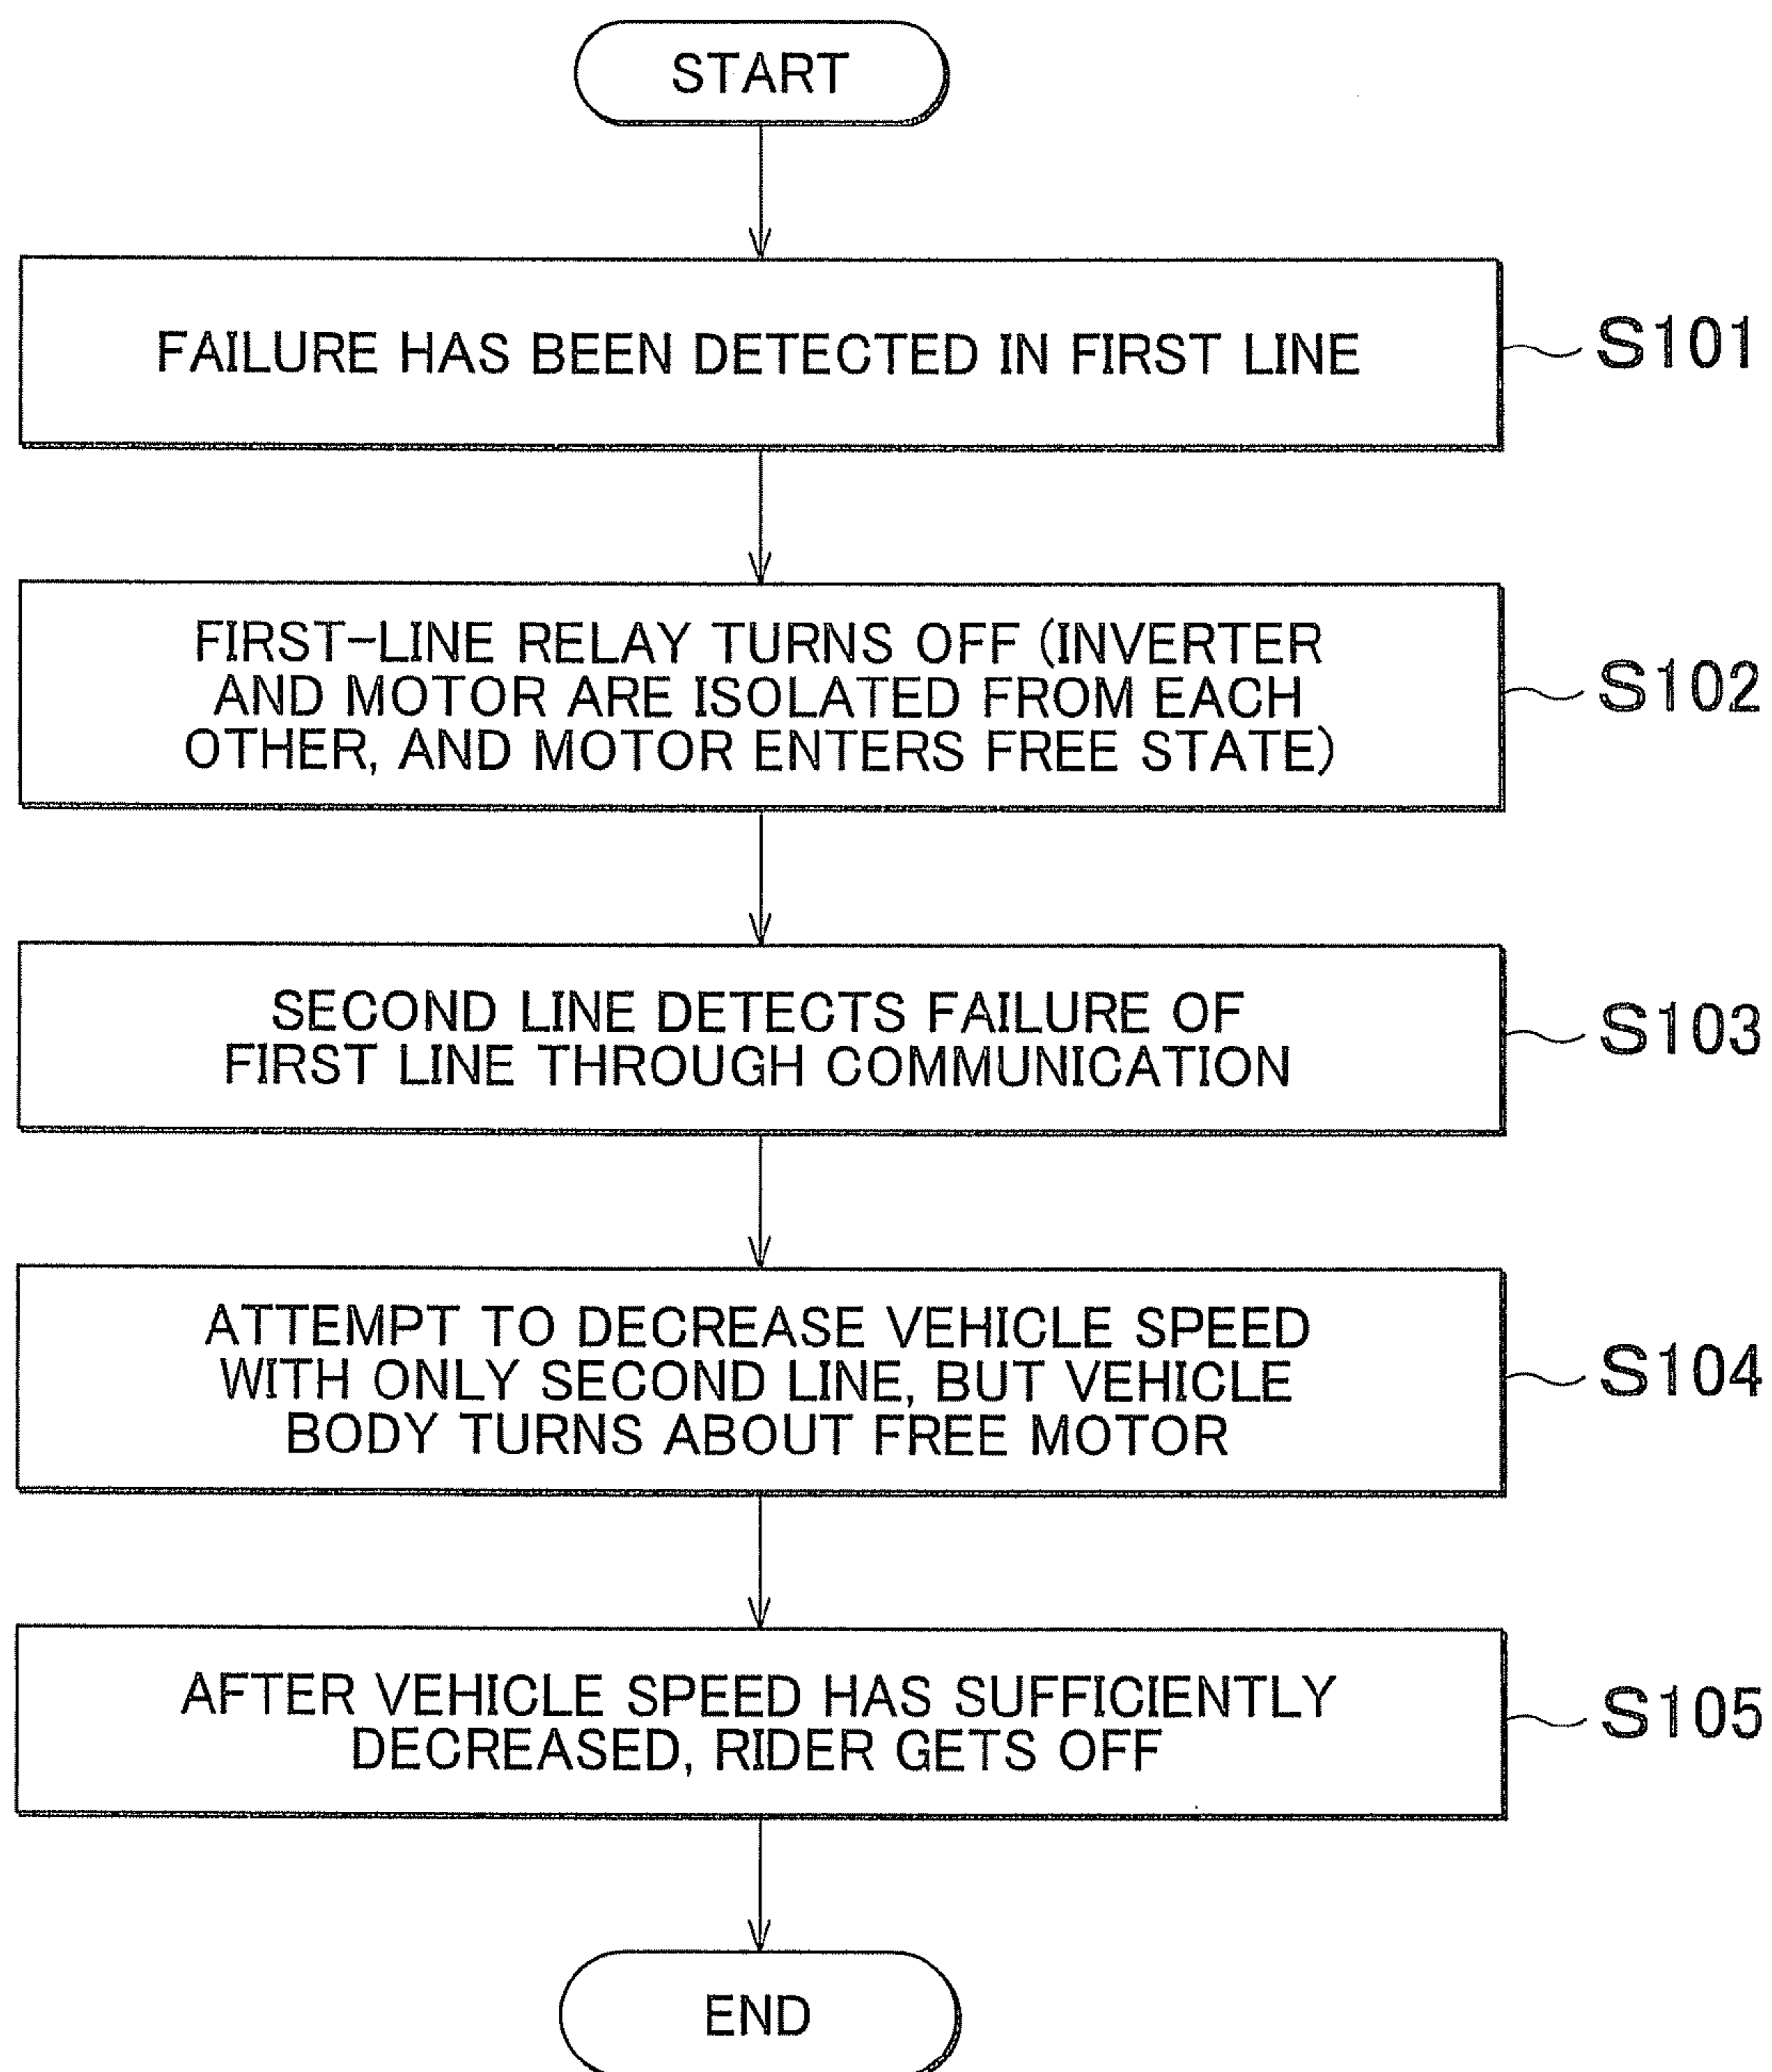 START
FAILURE HAS BEEN DETECTED IN FIRST LINE
S101
FIRST-LINE RELAY TURNS OFF (INVERTER
AND MOTOR ARE ISOLATED FROM EACH
OTHER, AND MOTOR ENTERS FREE STATE)
S102
SECOND LINE DETECTS FAILURE OF
FIRST LINE THROUGH COMMUNICATION
S103
ATTEMPT TO DECREASE VEHICLE SPEED
WITH ONLY SECOND LINE, BUT VEHICLE
BODY TURNS ABOUT FREE MOTOR
S104
AFTER VEHICLE SPEED HAS SUFFICIENTLY
DECREASED, RIDER GETS OFF
S105
END